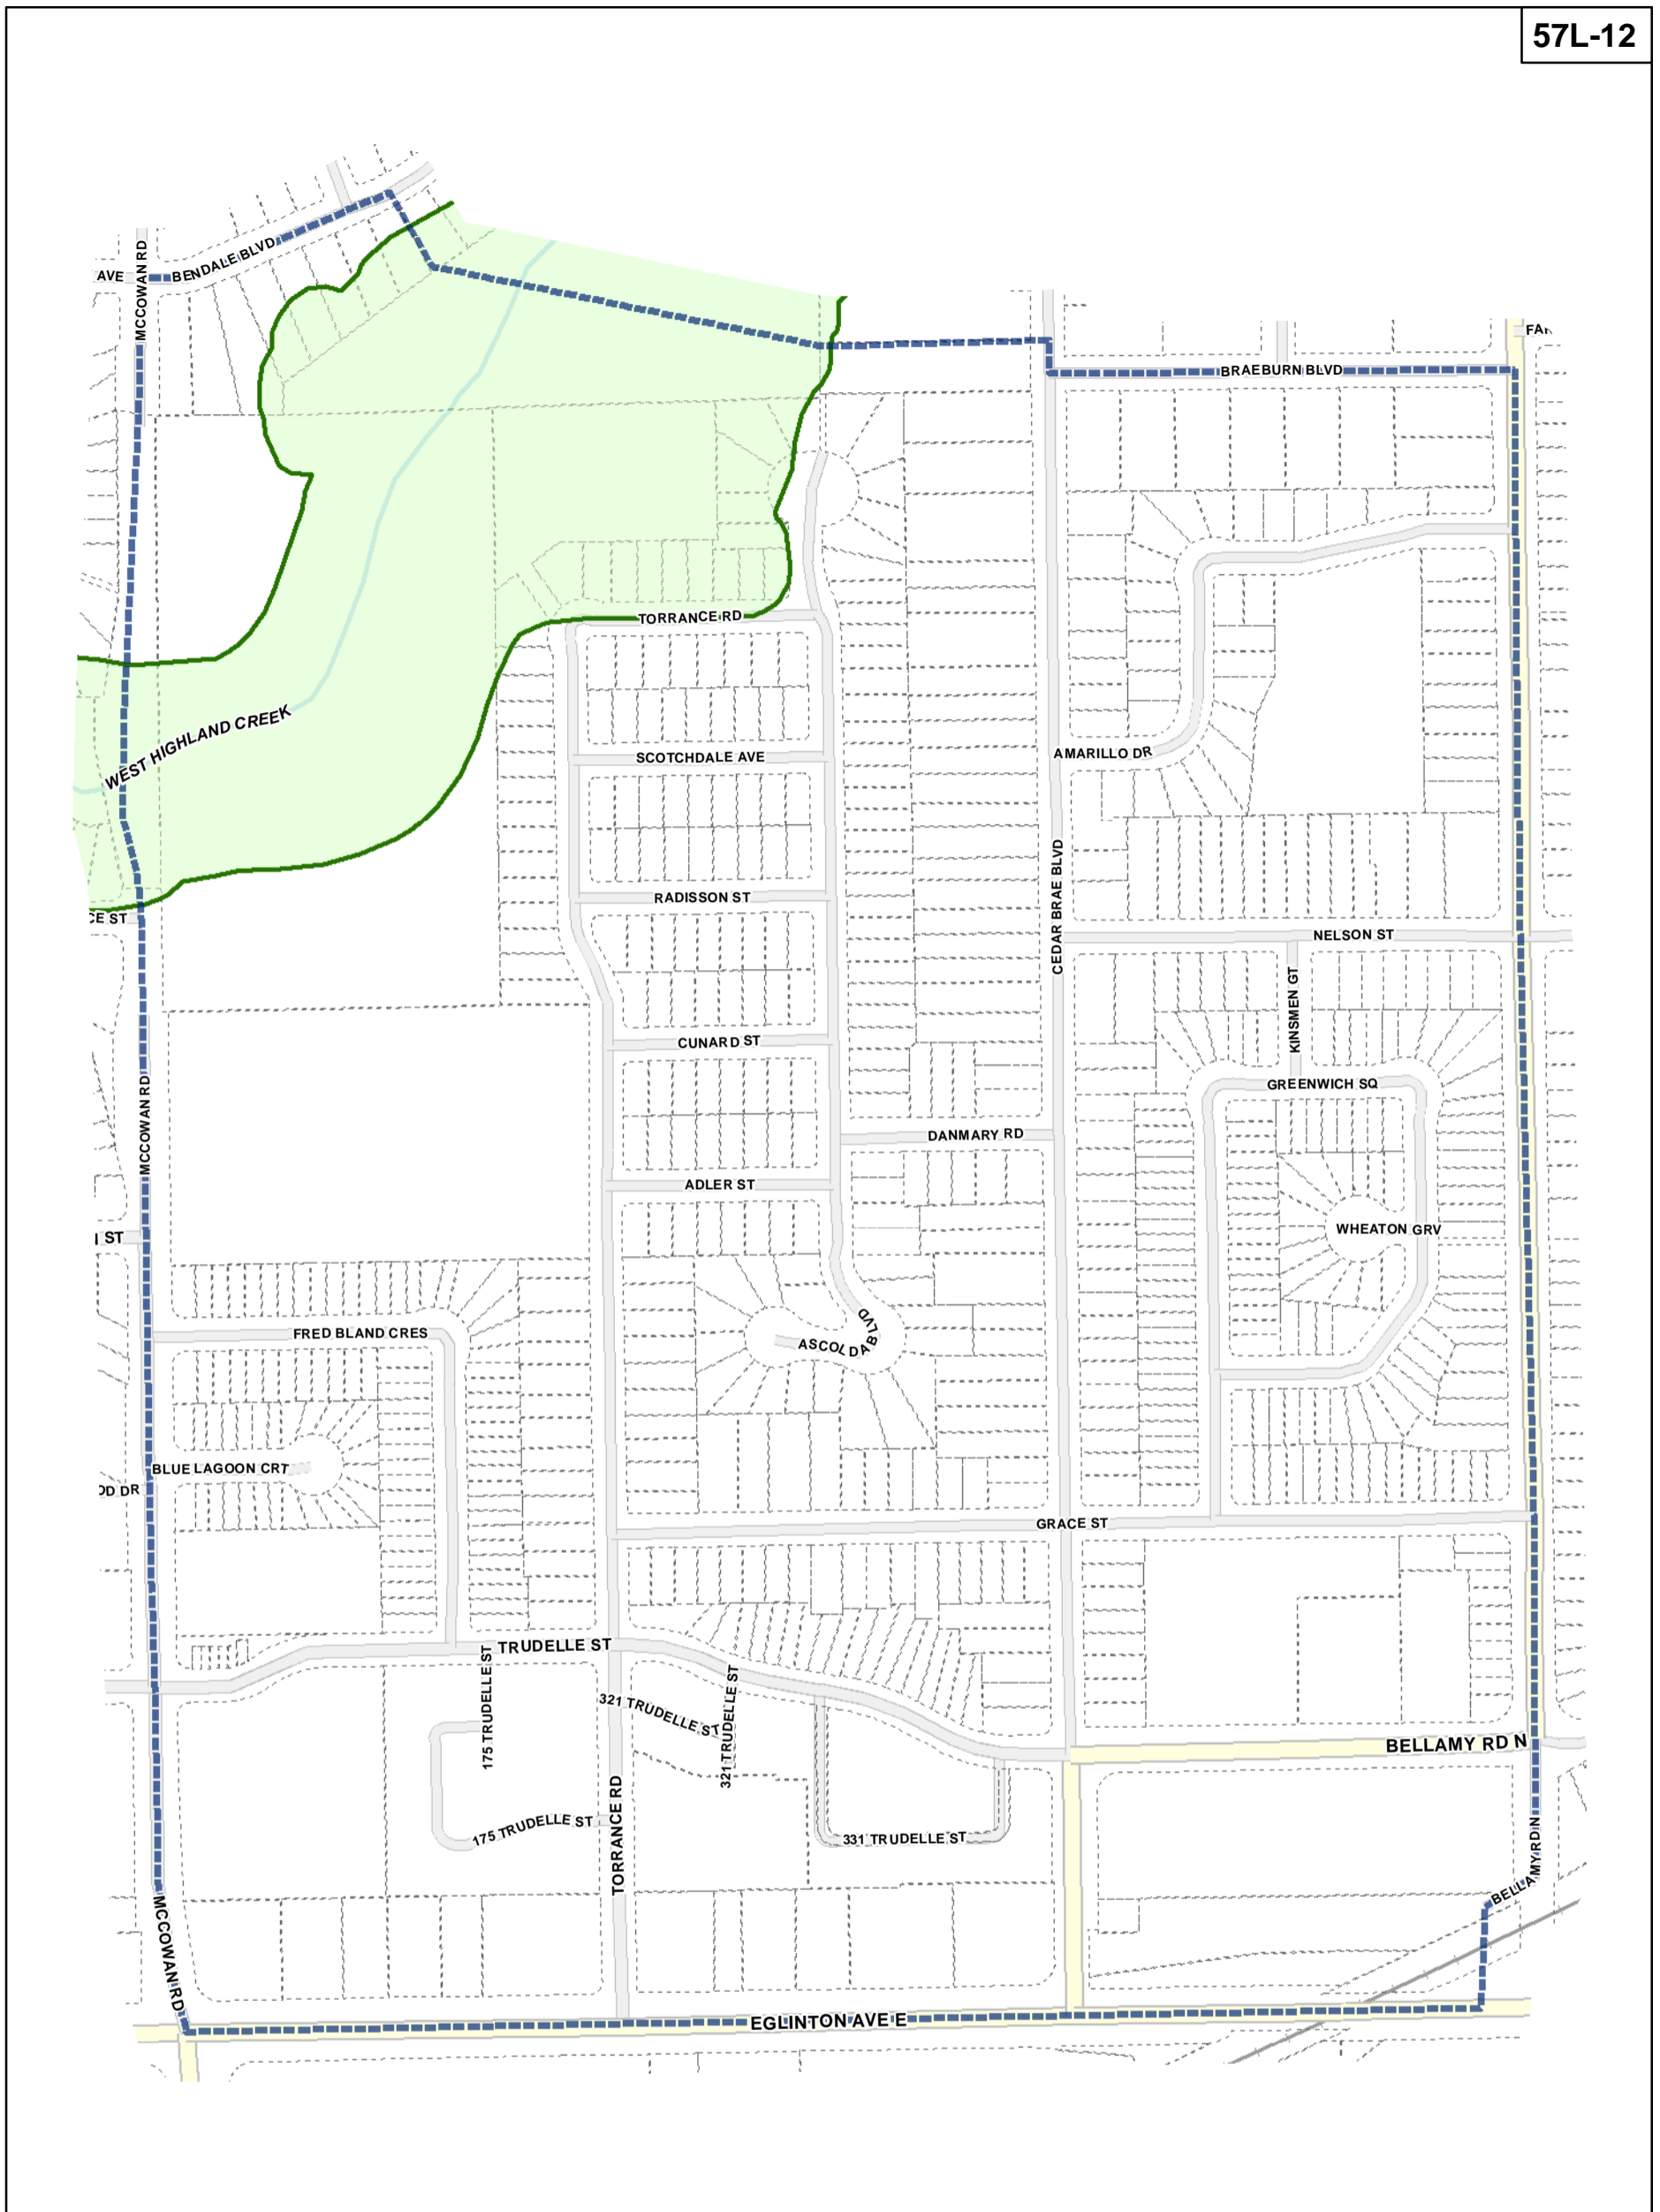 57L-12
MCCOWAN RD
AVE
BENDALE BLVD
BRAEBURN BLVD
TORRANCE RD
WEST HIGHLAND CREEK
SCOTCHDALE AVE
AMARILLO DR
RADISSON ST
CEDAR BRAE BLVD
CE ST
NELSON ST
KINSMEN GT
CUNARD ST
MCCOWAN RD
GREENWICH SQ
DANMARY RD
ADLER ST
WHEATON GRV
ST
FRED BLAND CRES
ASCOLDA BLVD
BLUE LAGOON CRT
OD DR
GRACE ST
TRUDELLE ST
175 TRUDELLE ST
321 TRUDELLE ST
321 TRUDELLE ST
BELLAMY RD N
TORRANCE RD
175 TRUDELLE ST
331 TRUDELLE ST
BELLAMY RD N
MCCOWAN RD
EGLINTON AVE E